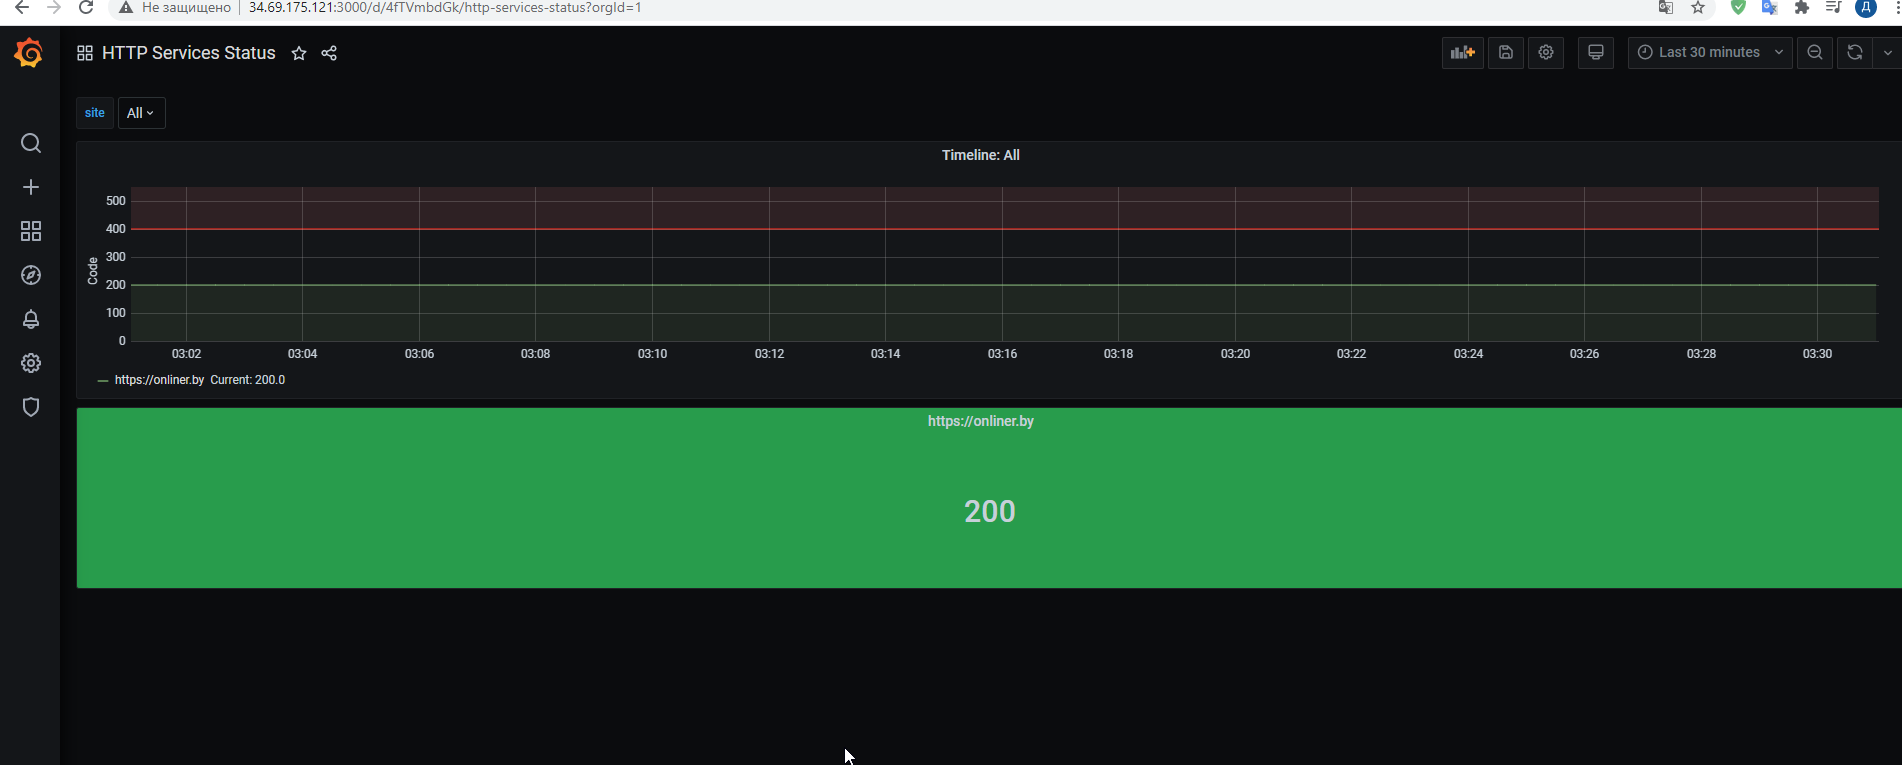 Не защищено 34.69.175.121:3000/d/4fTVmbdGk/http-services-status?orgId=1
Д
HTTP Services Status
Last 30 minutes
site All
Timeline: All
Code
500
400
300
200
100
0
03:02 03:04 03:06 03:08 03:10 03:12 03:14 03:16 03:18 03:20 03:22 03:24 03:26 03:28 03:30
https://onliner.by Current: 200.0
https://onliner.by
200